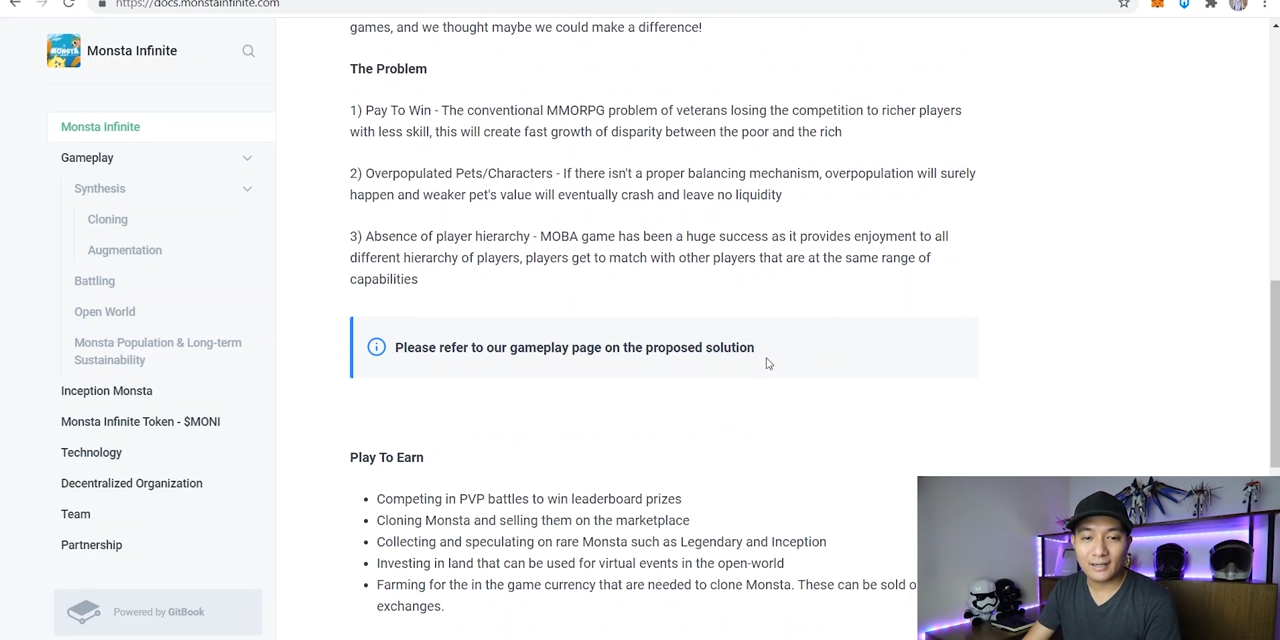 https://docs.monstainfinite.com
Monsta Infinite
games, and we thought maybe we could make a difference!
The Problem
1) Pay To Win - The conventional MMORPG problem of veterans losing the competition to richer players
with less skill, this will create fast growth of disparity between the poor and the rich
2) Overpopulated Pets/Characters - If there isn't a proper balancing mechanism, overpopulation will surely
happen and weaker pet's value will eventually crash and leave no liquidity
3) Absence of player hierarchy - MOBA game has been a huge success as it provides enjoyment to all
different hierarchy of players, players get to match with other players that are at the same range of
capabilities
Please refer to our gameplay page on the proposed solution
Play To Earn
• Competing in PVP battles to win leaderboard prizes
• Cloning Monsta and selling them on the marketplace
• Collecting and speculating on rare Monsta such as Legendary and Inception
• Investing in land that can be used for virtual events in the open-world
• Farming for the in the game currency that are needed to clone Monsta. These can be sold o
exchanges.
Monsta Infinite
Gameplay
Synthesis
Cloning
Augmentation
Battling
Open World
Monsta Population & Long-term
Sustainability
Inception Monsta
Monsta Infinite Token - $MONI
Technology
Decentralized Organization
Team
Partnership
Powered by GitBook